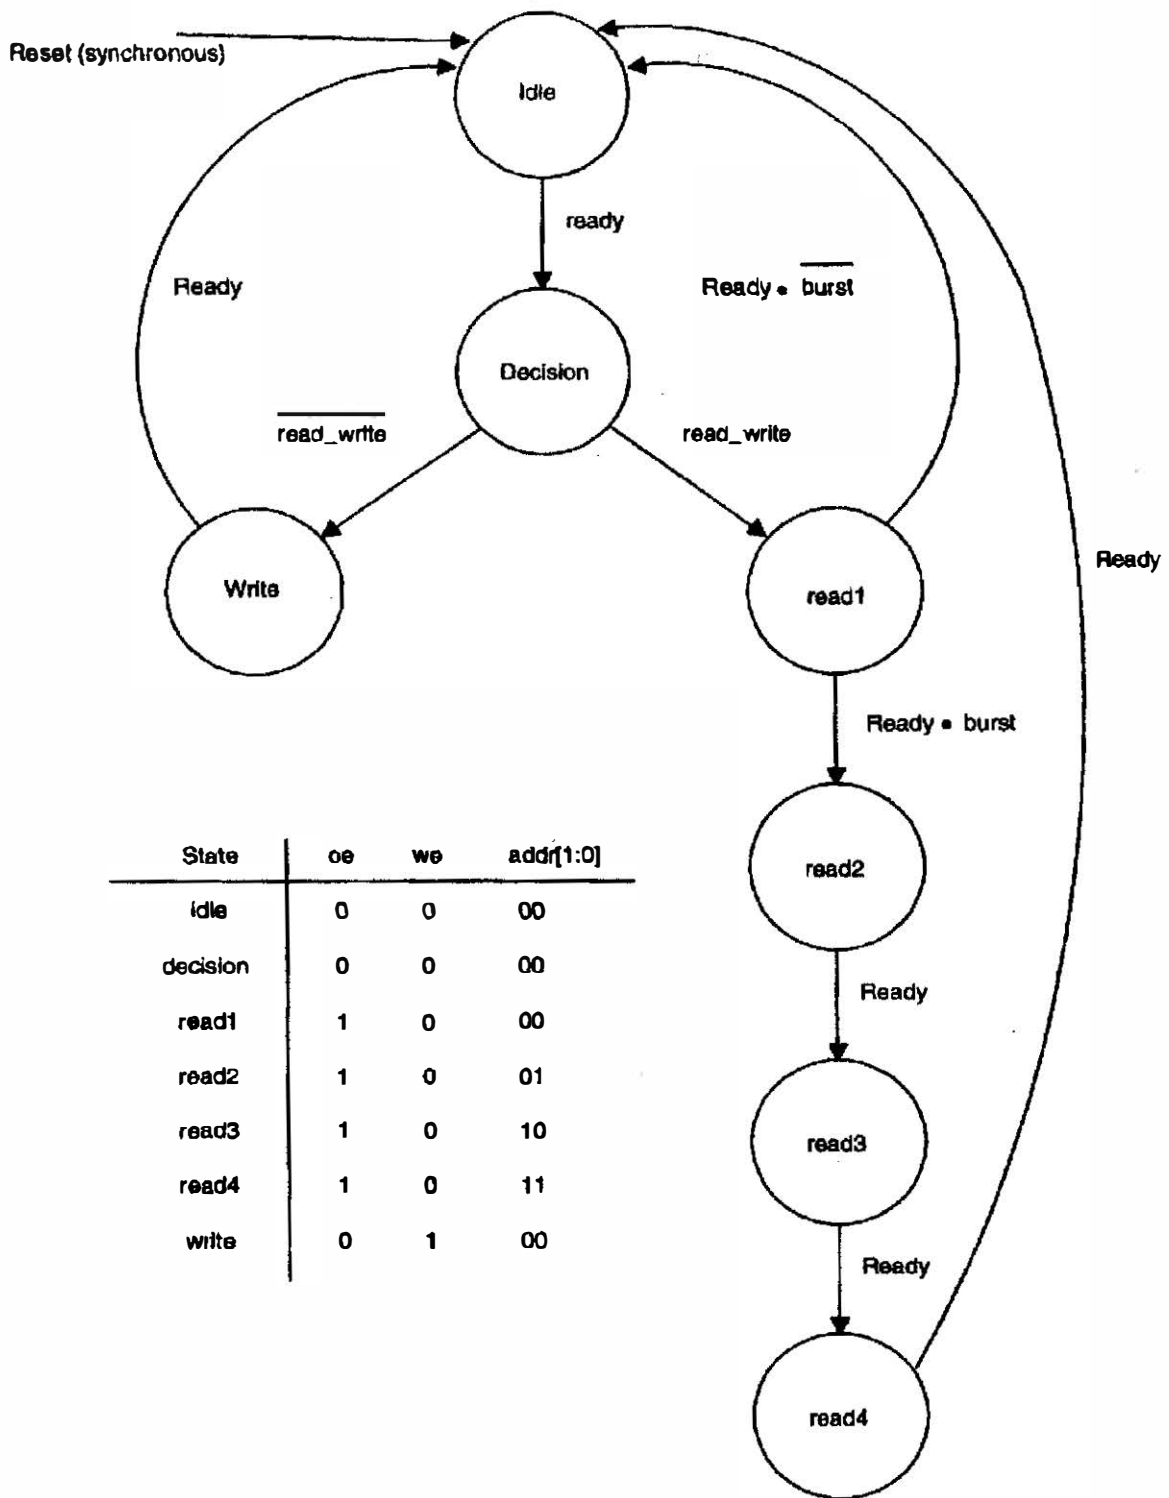 Reset (synchronous)
Idle
ready
Ready
Ready • burst
Decision
read_write
read_write
Write
read1
Ready
Ready • burst
read2
State oe we addr[1:0]
idle 0 0 00
decision 0 0 00
read1 1 0 00
read2 1 0 01
read3 1 0 10
read4 1 0 11
write 0 1 00
Ready
read3
Ready
read4